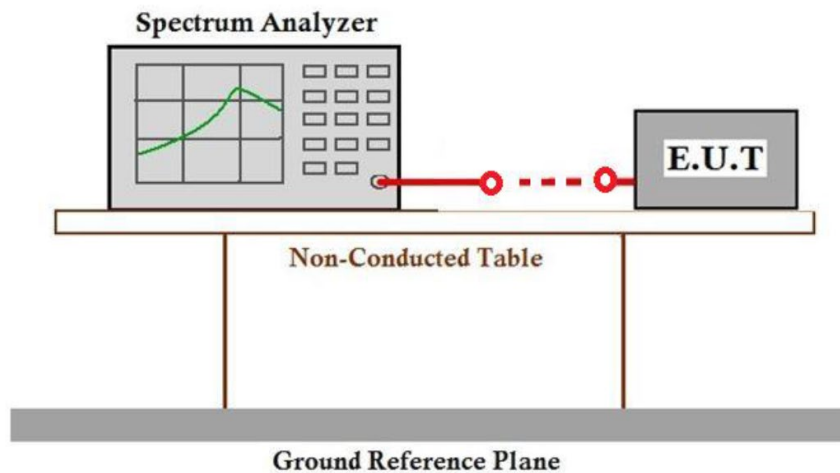 Spectrum Analyzer
E.U.T
Non-Conducted Table
Ground Reference Plane